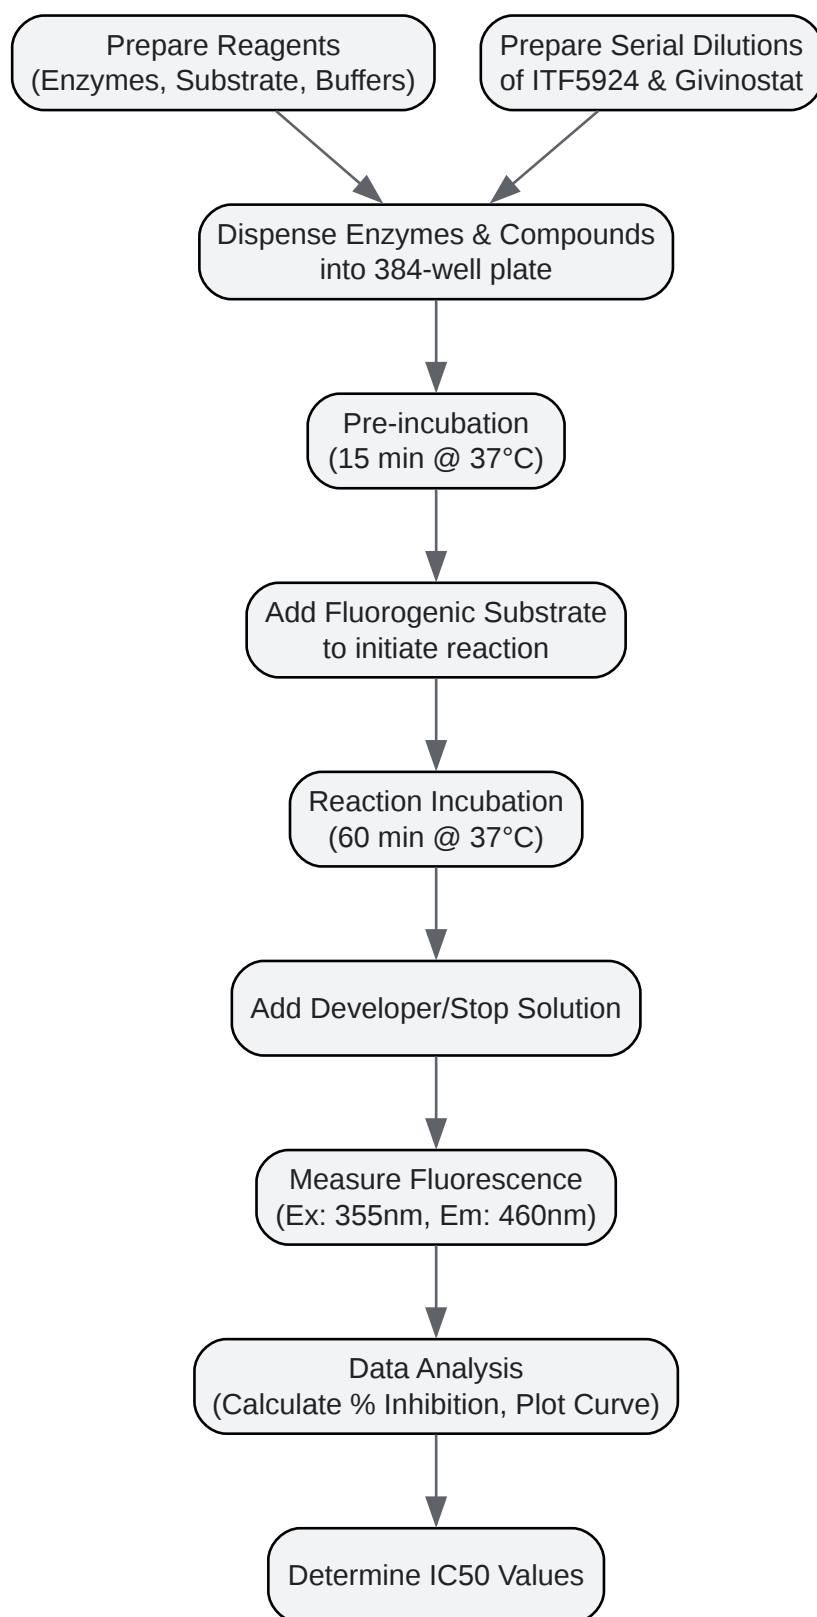 Prepare Reagents
(Enzymes, Substrate, Buffers)
Prepare Serial Dilutions
of ITF5924 & Givinostat
Dispense Enzymes & Compounds
into 384-well plate
Pre-incubation
(15 min @ 37°C)
Add Fluorogenic Substrate
to initiate reaction
Reaction Incubation
(60 min @ 37°C)
Add Developer/Stop Solution
Measure Fluorescence
(Ex: 355nm, Em: 460nm)
Data Analysis
(Calculate % Inhibition, Plot Curve)
Determine IC50 Values